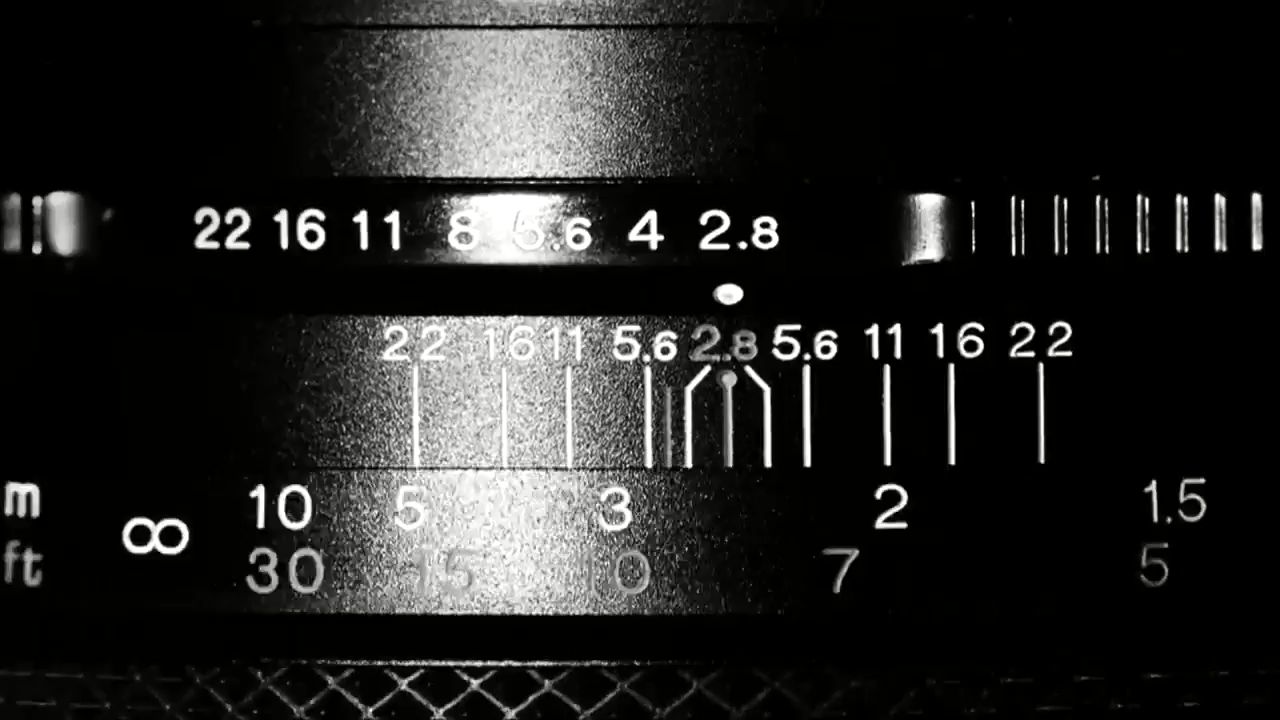 22 16 11 8 5.6 4 2.8
22 16 11 5.6 2.8 5.6 11 16 22
m 10 5 3 2 1.5
∞
ft 30 15 10 7 5